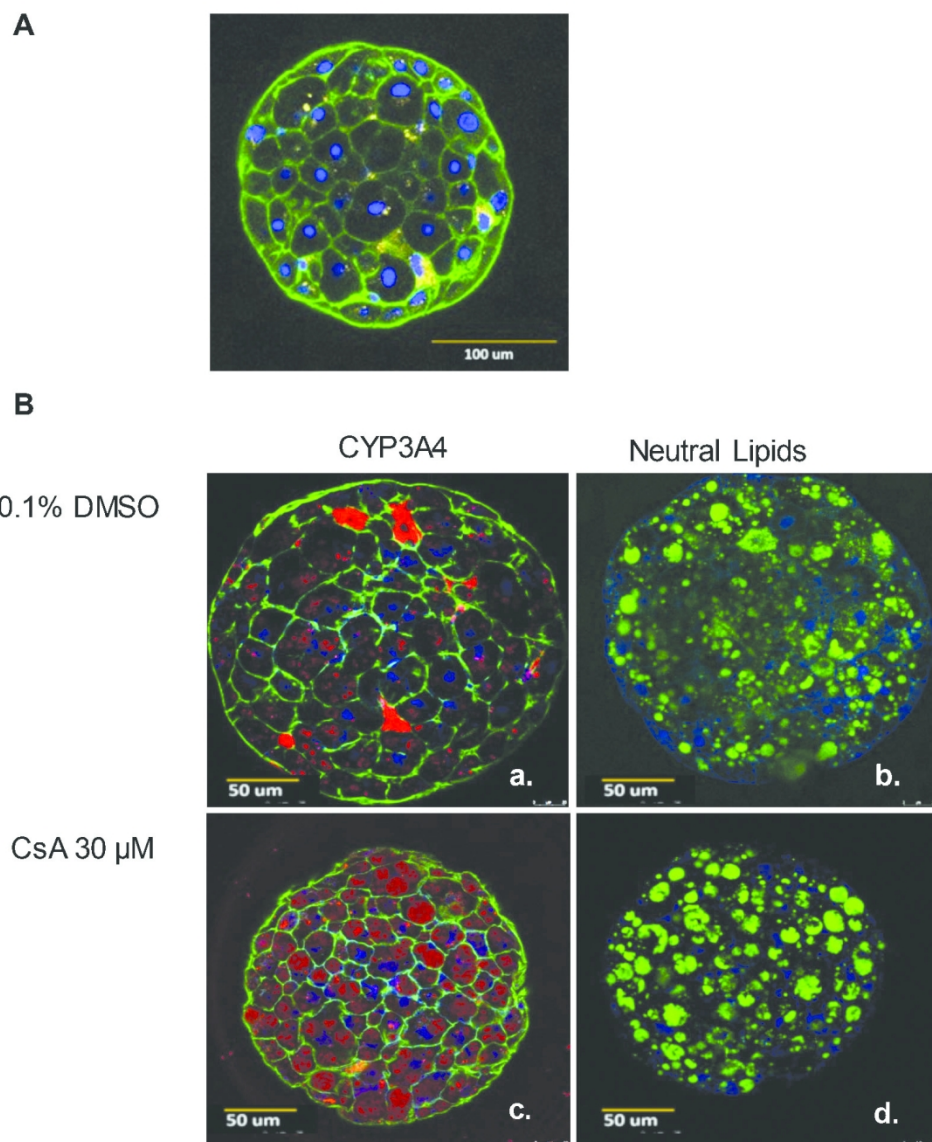 A
100 um
B
CYP3A4
Neutral Lipids
0.1% DMSO
50 um
a.
50 um
b.
CsA 30 µM
50 um
c.
50 um
d.